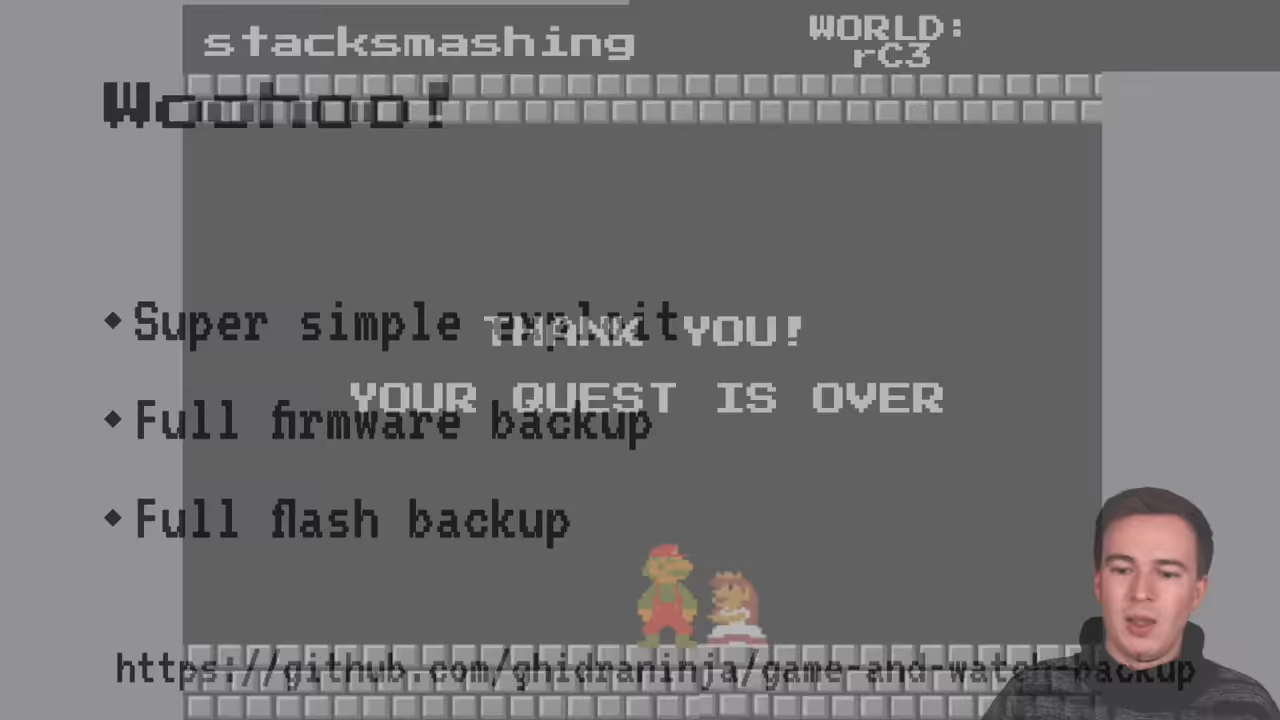 stacksmashing
WORLD:
rC3
Woohoo!
Super simple exploit
THANK YOU!
YOUR QUEST IS OVER
Full firmware backup
Full flash backup
https://github.com/ghidraninja/game-and-watch-backup